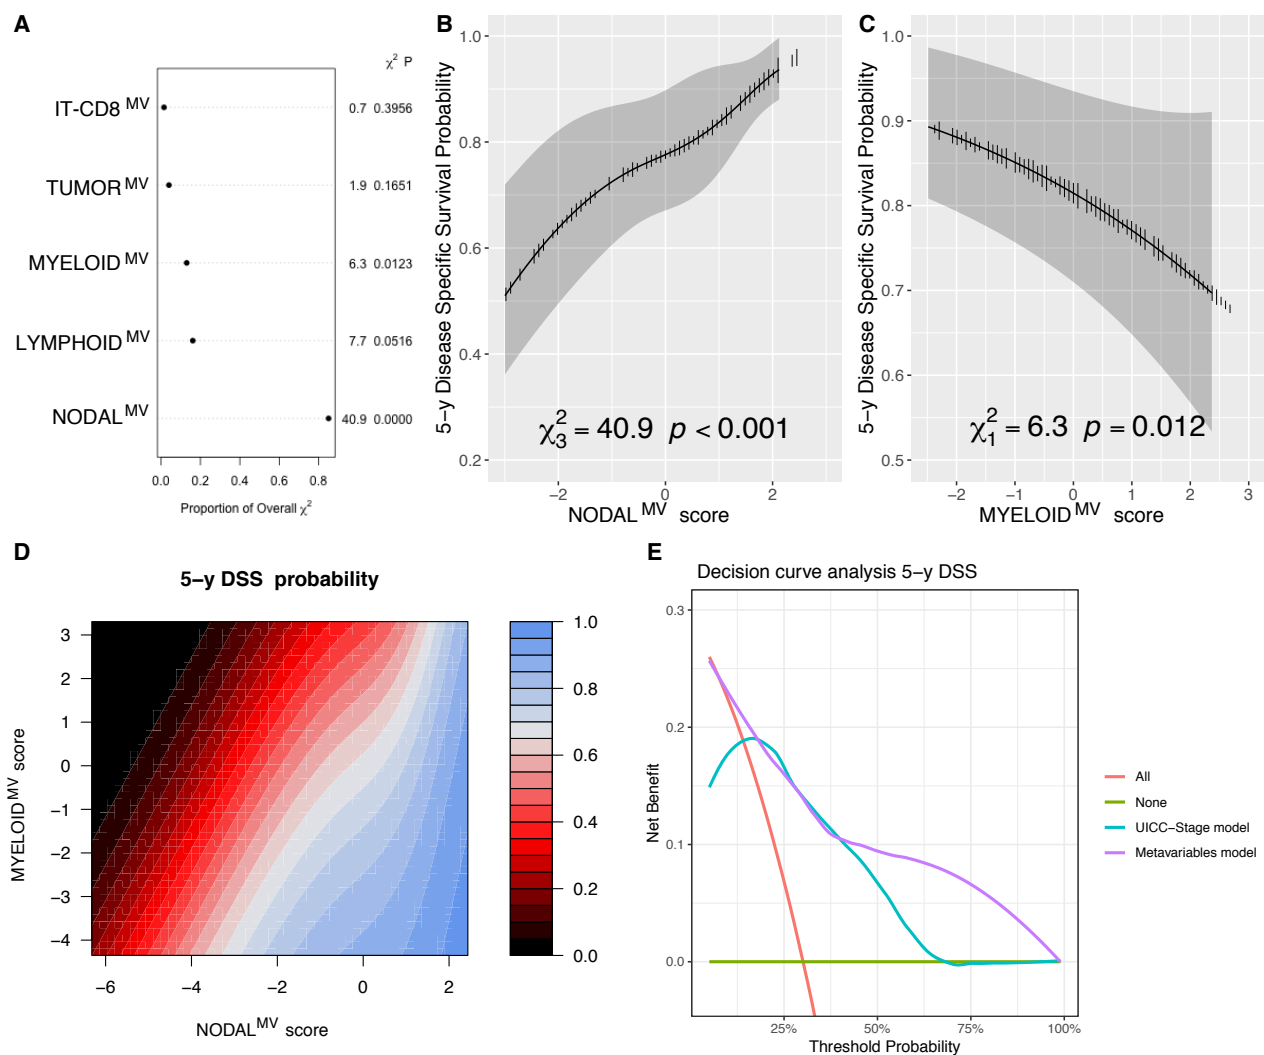 A
χ² P
IT-CD8 MV 0.7 0.3956
TUMOR MV 1.9 0.1651
MYELOID MV 6.3 0.0123
LYMPHOID MV 7.7 0.0516
NODAL MV 40.9 0.0000
0.0 0.2 0.4 0.6 0.8
Proportion of Overall χ²
B
5−y Disease Specific Survival Probability
1.0
0.8
0.6
0.4
0.2
χ²₃ = 40.9 p < 0.001
−2 0 2
NODAL MV score
C
5−y Disease Specific Survival Probability
1.0
0.9
0.8
0.7
0.6
0.5
χ²₁ = 6.3 p = 0.012
−2 −1 0 1 2 3
MYELOID MV score
D
5−y DSS probability
MYELOID MV score
3
2
1
0
−1
−2
−3
−4
−6 −4 −2 0 2
NODAL MV score
1.0
0.8
0.6
0.4
0.2
0.0
E
Decision curve analysis 5−y DSS
Net Benefit
0.3
0.2
0.1
0.0
25% 50% 75% 100%
Threshold Probability
All
None
UICC−Stage model
Metavariables model